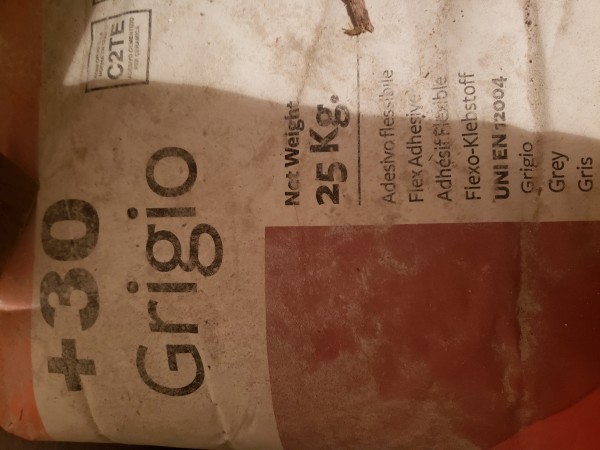 C2TE
+30
Grigio
Net Weight
25 Kg.
Adesivo flessibile
Flex Adhesive
Adhésif Flexible
Flexo-Klebstoff
UNI EN 12004
Grigio
Grey
Gris